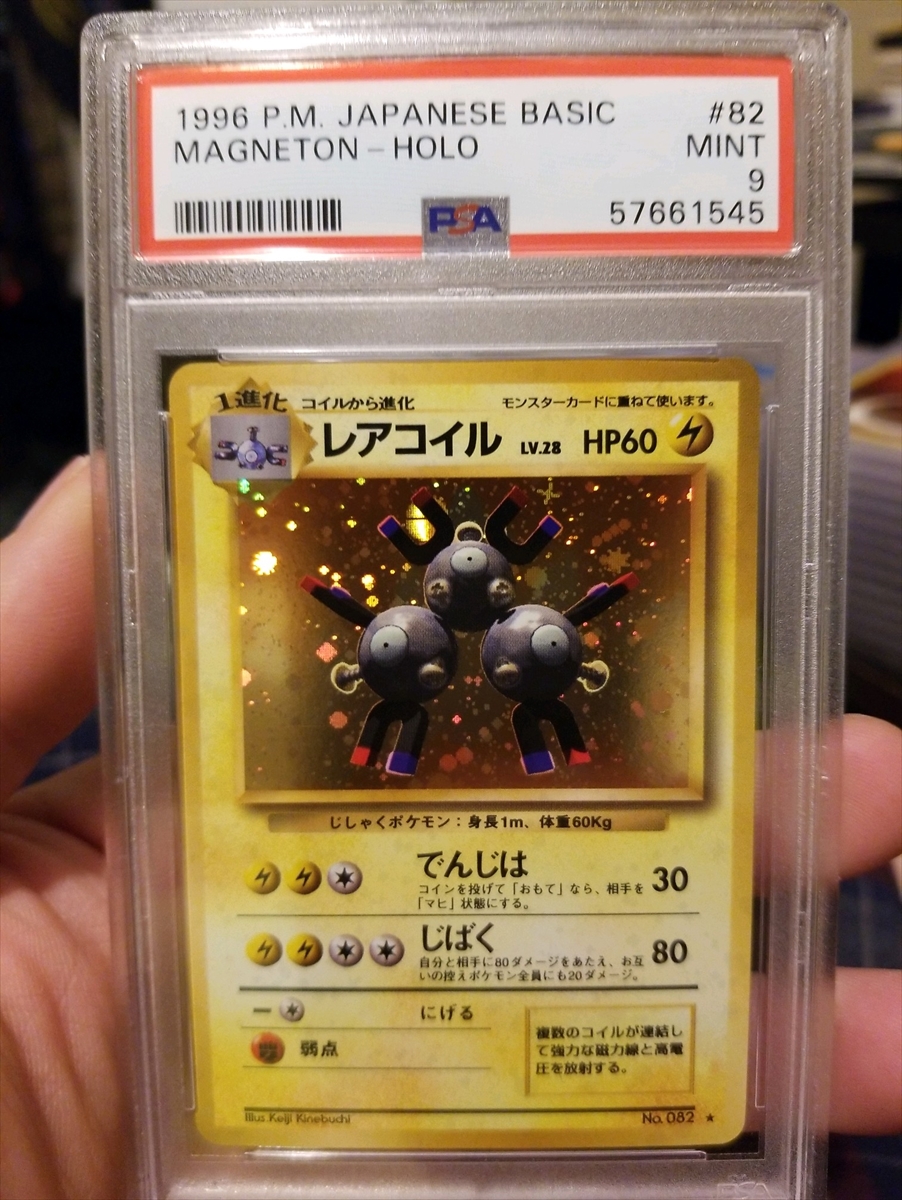 1996 P.M. JAPANESE BASIC #82
MAGNETON - HOLO MINT
9
PSA 57661545
1進化 コイルから進化 モンスターカードに重ねて使います。
レアコイル LV.28 HP60
じしゃくポケモン：身長1m、体重60Kg
でんじは 30
コインを投げて「おもて」なら、相手を
「マヒ」状態にする。
じばく 80
自分と相手に80ダメージをあたえ、お互
いの控えポケモン全員にも20ダメージ。
ー にげる
弱点
複数のコイルが連結し
て強力な磁力線と高電
圧を放射する。
Illus. Keiji Kinebuchi No. 082 ★